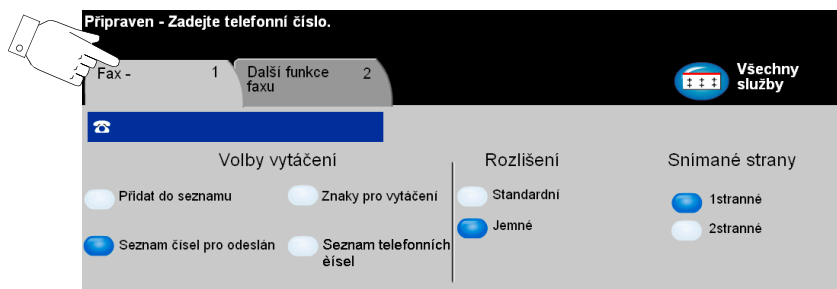 Připraven - Zadejte telefonní číslo.
Fax - 1
Další funkce 2
faxu
Všechny
služby
Volby vytáčení
Rozlišení
Snímané strany
Přidat do seznamu
Znaky pro vytáčení
Standardní
1stranné
Jemné
2stranné
Seznam čísel pro odeslán
Seznam telefonních
èísel